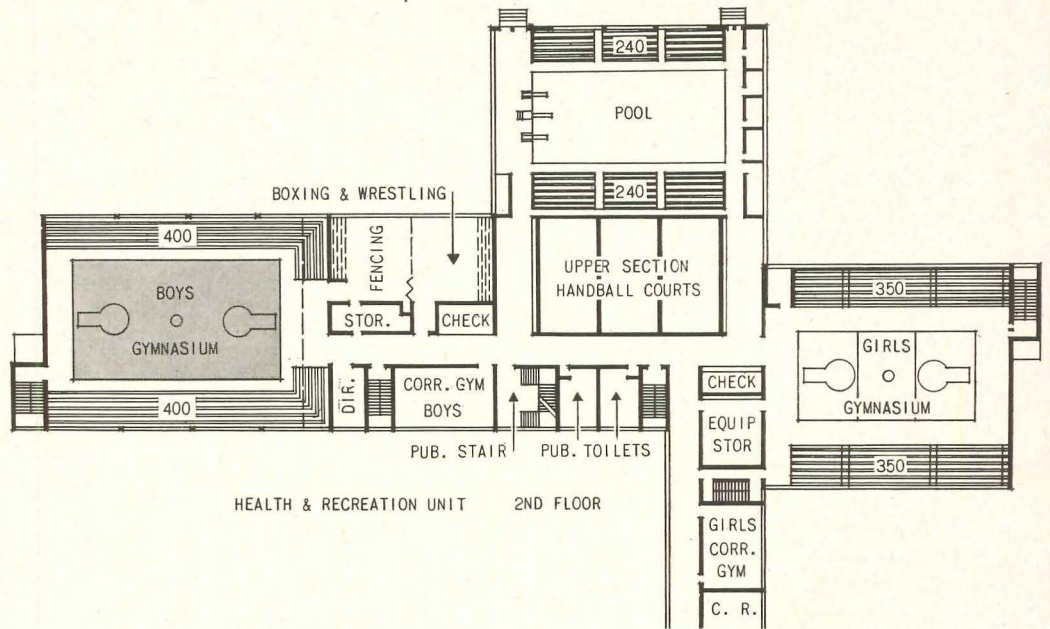 240
POOL
240
BOXING & WRESTLING
400
FENCING
BOYS
GYMNASIUM
STOR.
CHECK
UPPER SECTION
HANDBALL COURTS
350
GIRLS
GYMNASIUM
400
DIR.
CORR. GYM
BOYS
CHECK
EQUIP
STOR
PUB. STAIR
PUB. TOILETS
350
HEALTH & RECREATION UNIT 2ND FLOOR
GIRLS
CORR.
GYM
C. R.